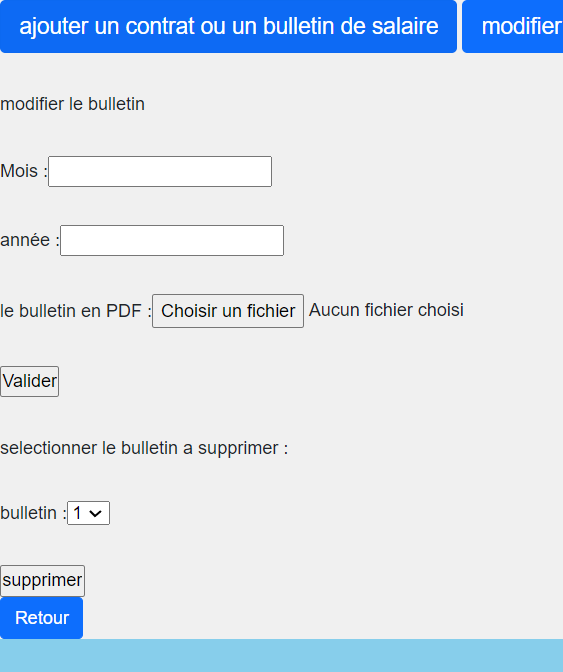 ajouter un contrat ou un bulletin de salaire modifier
modifier le bulletin
Mois :
année :
le bulletin en PDF : Choisir un fichier Aucun fichier choisi
Valider
selectionner le bulletin a supprimer :
bulletin : 1
supprimer
Retour